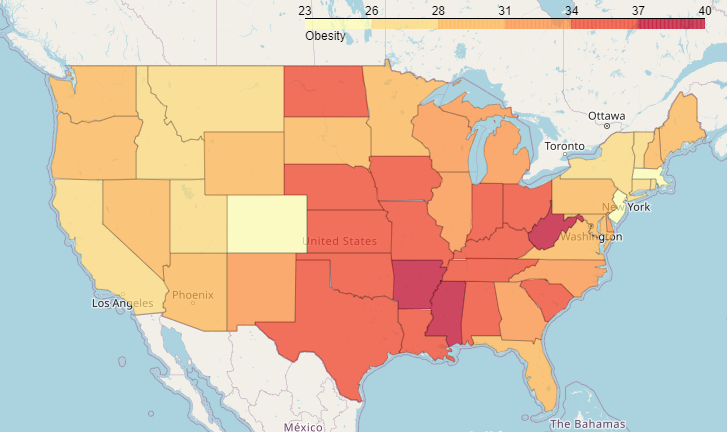 23 26 28 31 34 37 40
Obesity
Ottawa
Toronto
New York
United States
Washington
Phoenix
Los Angeles
México
The Bahamas